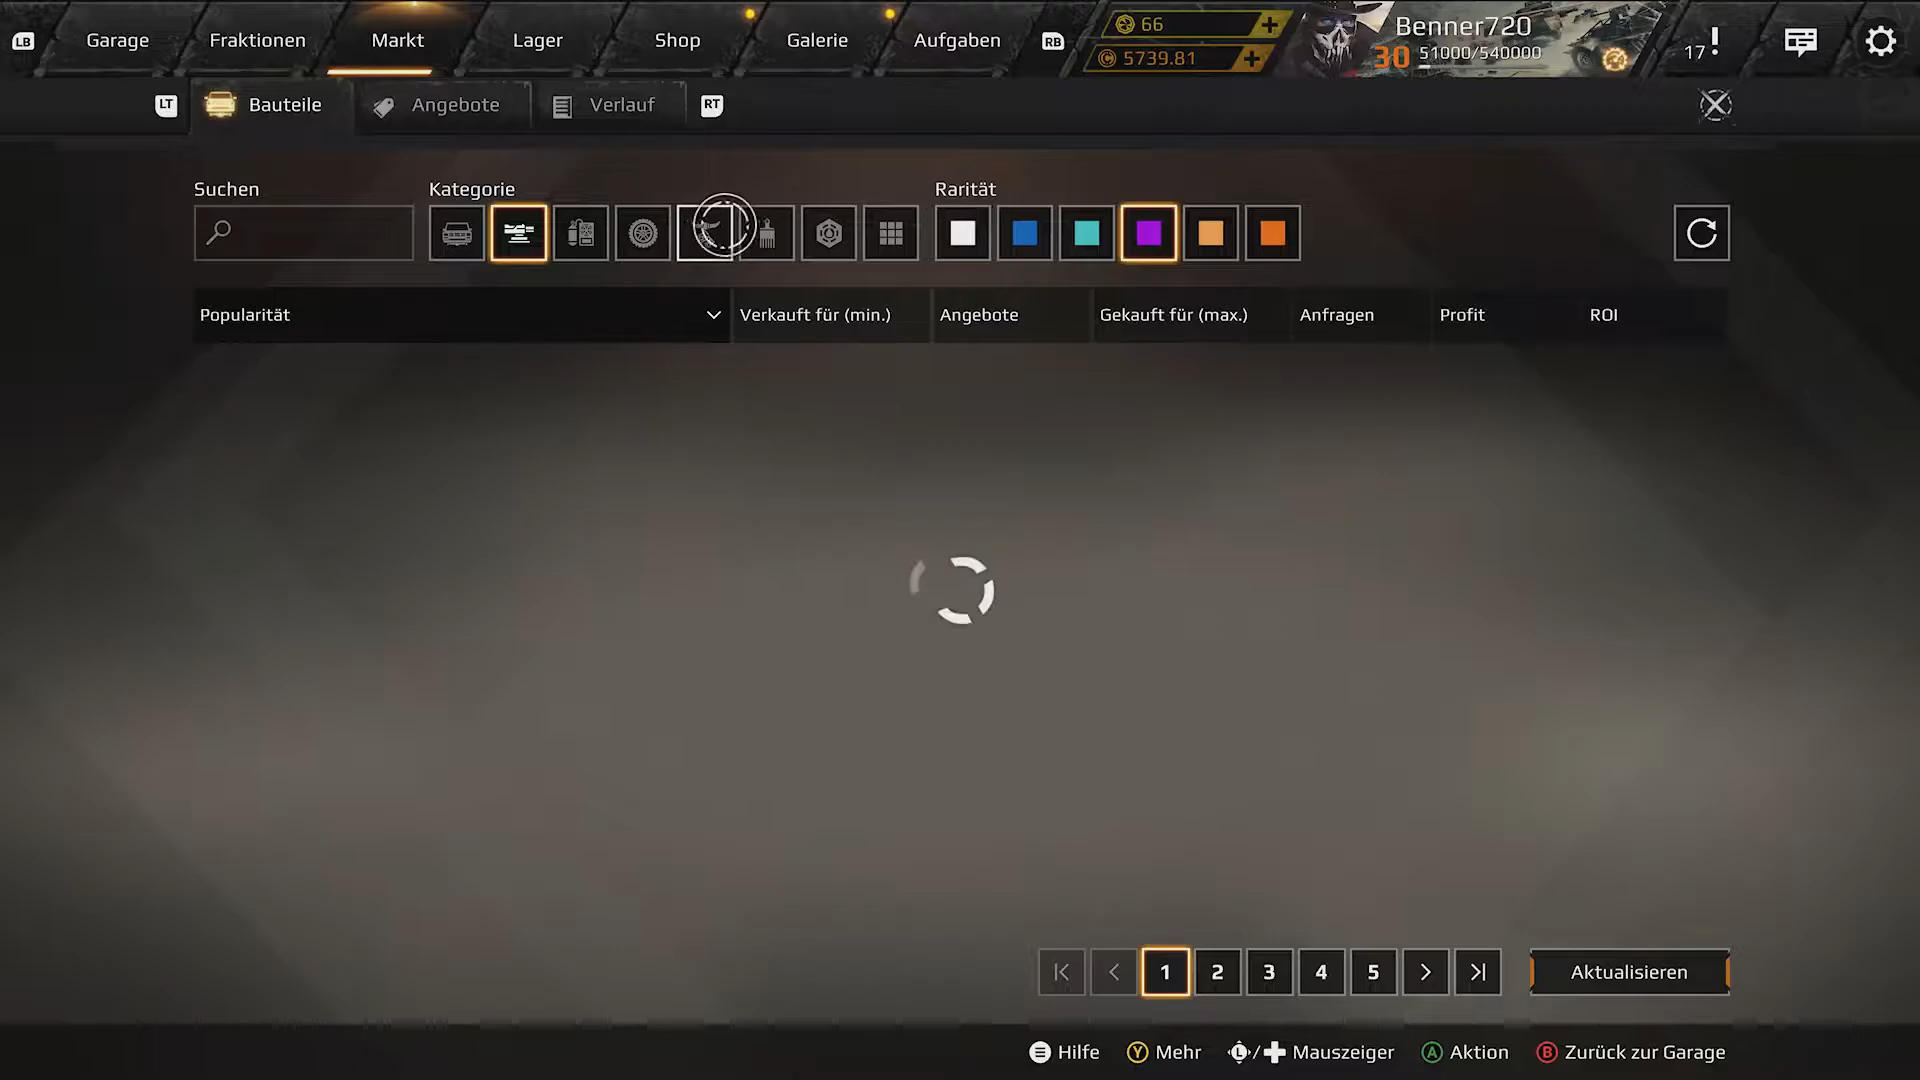 LB Garage Fraktionen Markt Lager Shop Galerie Aufgaben RB
66
5739.81
Benner720
30 51000/540000
17 !
LT Bauteile Angebote Verlauf RT
Suchen Kategorie Rarität
Popularität Verkauft für (min.) Angebote Gekauft für (max.) Anfragen Profit ROI
1 2 3 4 5 Aktualisieren
Hilfe Y Mehr L / Mauszeiger A Aktion B Zurück zur Garage